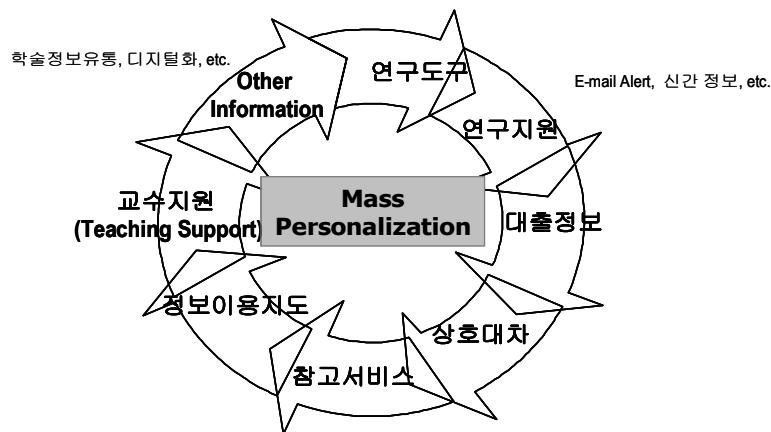 학술정보유통, 디지털화, etc.
Other
Information
연구도구
E-mail Alert, 신간 정보, etc.
연구지원
교수지원
(Teaching Support)
Mass
Personalization
대출정보
정보이용지도
상호대차
참고서비스